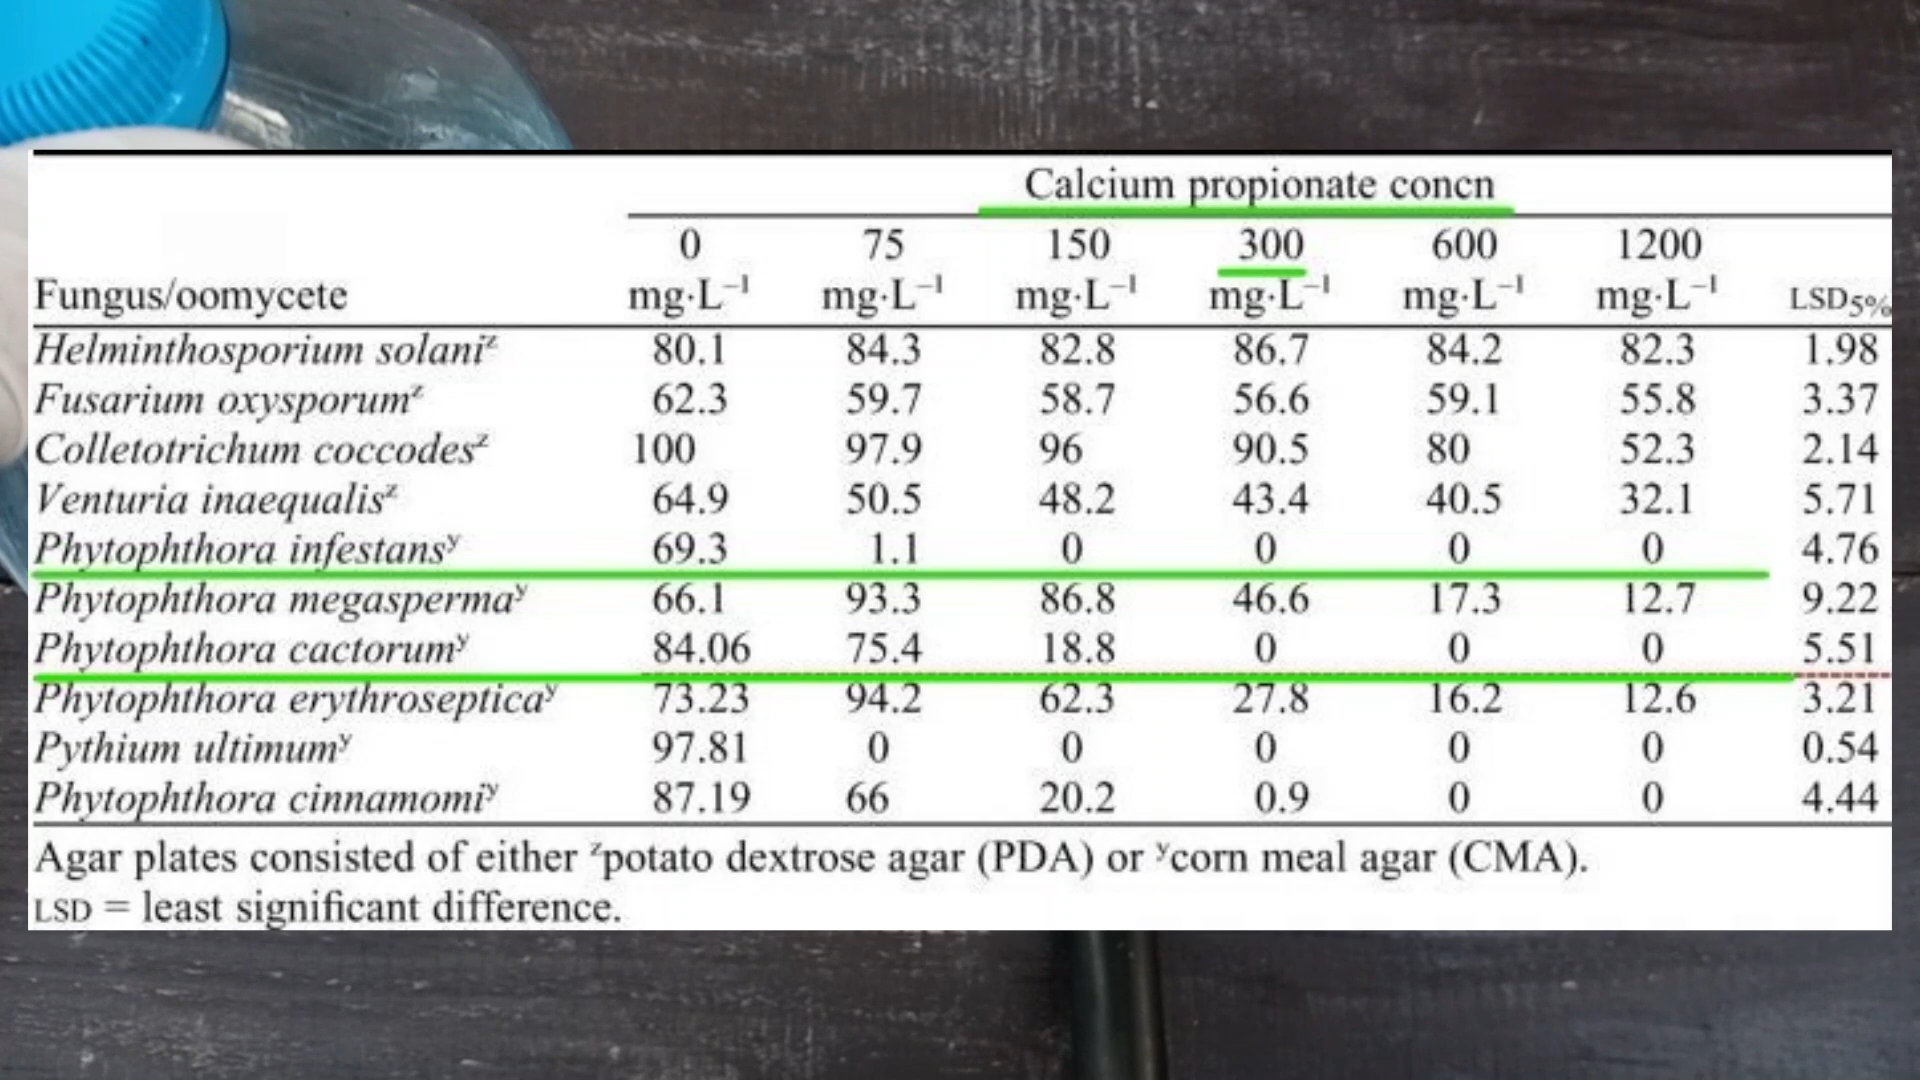 Calcium propionate concn
0 75 150 300 600 1200
Fungus/oomycete mg·L⁻¹ mg·L⁻¹ mg·L⁻¹ mg·L⁻¹ mg·L⁻¹ mg·L⁻¹ LSD5%
Helminthosporium solaniᶻ 80.1 84.3 82.8 86.7 84.2 82.3 1.98
Fusarium oxysporumᶻ 62.3 59.7 58.7 56.6 59.1 55.8 3.37
Colletotrichum coccodesᶻ 100 97.9 96 90.5 80 52.3 2.14
Venturia inaequalisᶻ 64.9 50.5 48.2 43.4 40.5 32.1 5.71
Phytophthora infestansʸ 69.3 1.1 0 0 0 0 4.76
Phytophthora megaspermaʸ 66.1 93.3 86.8 46.6 17.3 12.7 9.22
Phytophthora cactorumʸ 84.06 75.4 18.8 0 0 0 5.51
Phytophthora erythrosepticaʸ 73.23 94.2 62.3 27.8 16.2 12.6 3.21
Pythium ultimumʸ 97.81 0 0 0 0 0 0.54
Phytophthora cinnamomiʸ 87.19 66 20.2 0.9 0 0 4.44
Agar plates consisted of either ᶻpotato dextrose agar (PDA) or ʸcorn meal agar (CMA).
LSD = least significant difference.